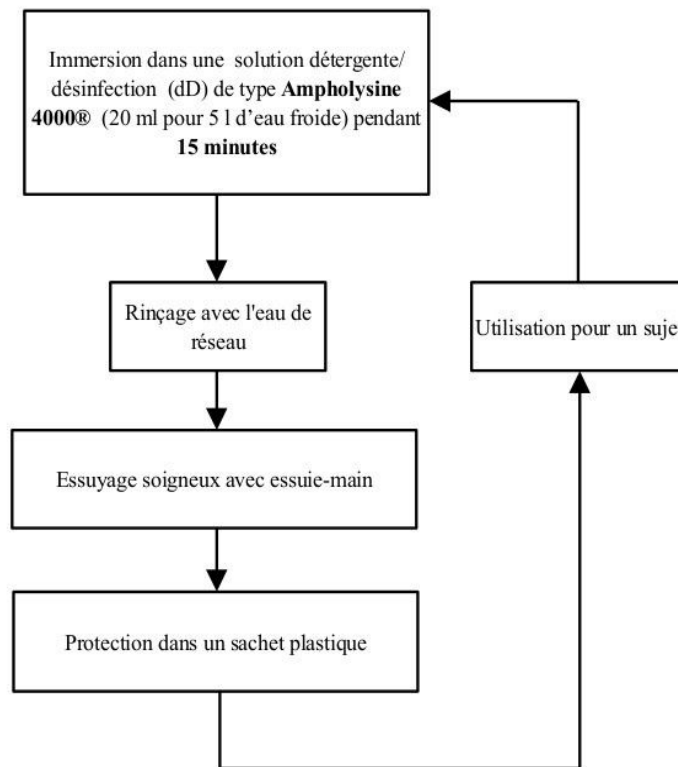 Immersion dans une solution détergente/
désinfection (dD) de type Ampholysine
4000® (20 ml pour 5 l d'eau froide) pendant
15 minutes
Rinçage avec l'eau de
réseau
Utilisation pour un suje
Essuyage soigneux avec essuie-main
Protection dans un sachet plastique